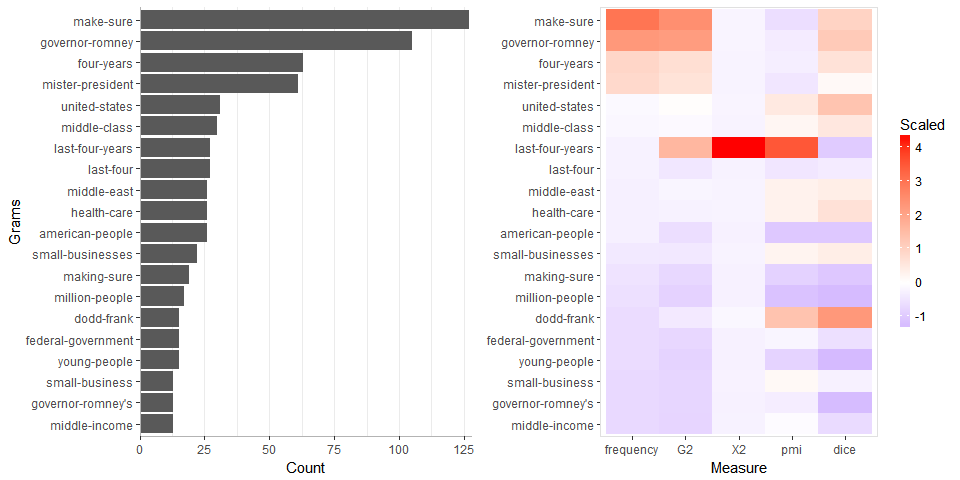 Grams
make-sure
governor-romney
four-years
mister-president
united-states
middle-class
last-four-years
last-four
middle-east
health-care
american-people
small-businesses
making-sure
million-people
dodd-frank
federal-government
young-people
small-business
governor-romney's
middle-income
0 25 50 75 100 125
Count
make-sure
governor-romney
four-years
mister-president
united-states
middle-class
last-four-years
last-four
middle-east
health-care
american-people
small-businesses
making-sure
million-people
dodd-frank
federal-government
young-people
small-business
governor-romney's
middle-income
frequency G2 X2 pmi dice
Measure
Scaled
4
3
2
1
0
-1